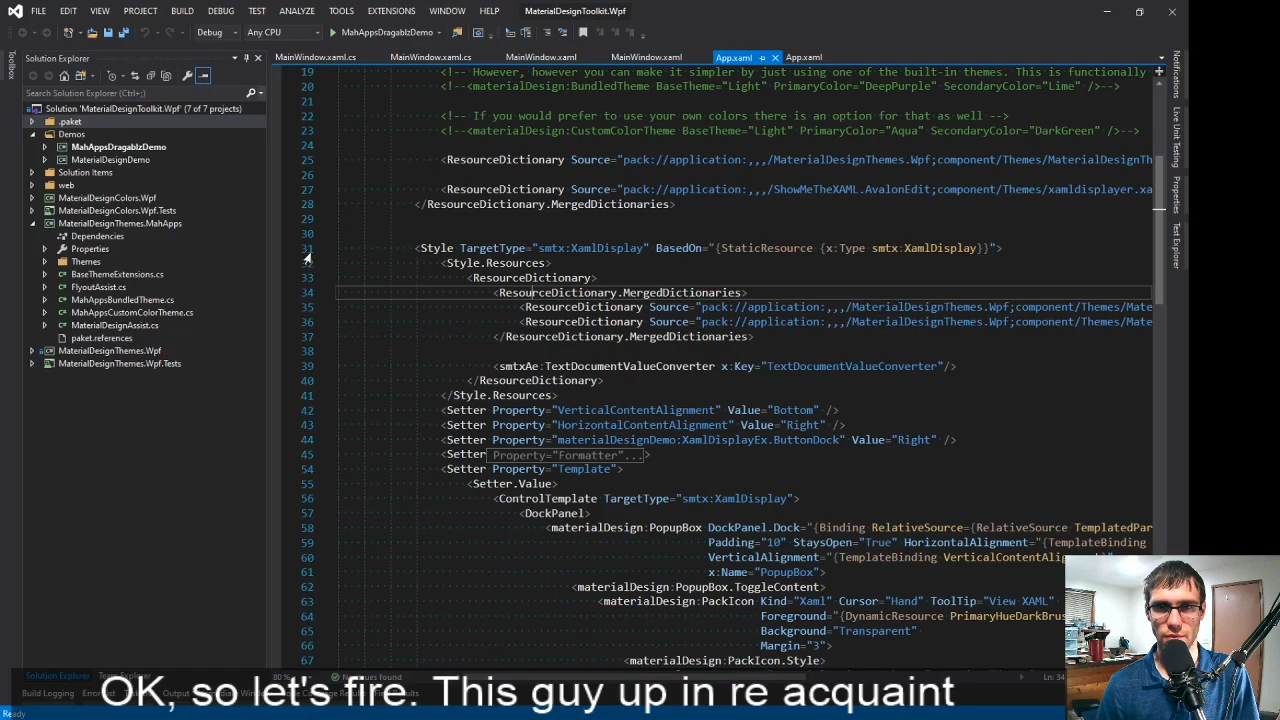 FILE EDIT VIEW PROJECT BUILD DEBUG TEST ANALYZE TOOLS EXTENSIONS WINDOW HELP MaterialDesignToolkit.Wpf
Debug Any CPU MahAppsDragablzDemo
Toolbox
Solution Explorer
MainWindow.xaml.cs MainWindow.xaml.cs MainWindow.xaml MainWindow.xaml App.xaml App.xaml
Search Solution Explorer (Ctrl+;)
Solution 'MaterialDesignToolkit.Wpf' (7 of 7 projects)
.paket
Demos
MahAppsDragablzDemo
MaterialDesignDemo
Solution Items
web
MaterialDesignColors.Wpf
MaterialDesignColors.Wpf.Tests
MaterialDesignThemes.MahApps
Dependencies
Properties
Themes
BaseThemeExtensions.cs
FlyoutAssist.cs
MahAppsBundledTheme.cs
MahAppsCustomColorTheme.cs
MaterialDesignAssist.cs
paket.references
MaterialDesignThemes.Wpf
MaterialDesignThemes.Wpf.Tests
19 <!-- However, however you can make it simpler by just using one of the built-in themes. This is functionally
20 <!--<materialDesign:BundledTheme BaseTheme="Light" PrimaryColor="DeepPurple" SecondaryColor="Lime" />-->
21
22 <!-- If you would prefer to use your own colors there is an option for that as well -->
23 <!--<materialDesign:CustomColorTheme BaseTheme="Light" PrimaryColor="Aqua" SecondaryColor="DarkGreen" />-->
24
25 <ResourceDictionary Source="pack://application:,,,/MaterialDesignThemes.Wpf;component/Themes/MaterialDesignTh
26
27 <ResourceDictionary Source="pack://application:,,,/ShowMeTheXAML.AvalonEdit;component/Themes/xamldisplayer.xa
28 </ResourceDictionary.MergedDictionaries>
29
30
31 <Style TargetType="smtx:XamlDisplay" BasedOn="{StaticResource {x:Type smtx:XamlDisplay}}">
32 <Style.Resources>
33 <ResourceDictionary>
34 <ResourceDictionary.MergedDictionaries>
35 <ResourceDictionary Source="pack://application:,,,/MaterialDesignThemes.Wpf;component/Themes/Mate
36 <ResourceDictionary Source="pack://application:,,,/MaterialDesignThemes.Wpf;component/Themes/Mate
37 </ResourceDictionary.MergedDictionaries>
38
39 <smtxAe:TextDocumentValueConverter x:Key="TextDocumentValueConverter"/>
40 </ResourceDictionary>
41 </Style.Resources>
42 <Setter Property="VerticalContentAlignment" Value="Bottom" />
43 <Setter Property="HorizontalContentAlignment" Value="Right" />
44 <Setter Property="materialDesignDemo:XamlDisplayEx.ButtonDock" Value="Right" />
45 <Setter Property="Formatter"...>
54 <Setter Property="Template">
55 <Setter.Value>
56 <ControlTemplate TargetType="smtx:XamlDisplay">
57 <DockPanel>
58 <materialDesign:PopupBox DockPanel.Dock="{Binding RelativeSource={RelativeSource TemplatedPar
59 Padding="10" StaysOpen="True" HorizontalAlignment="{TemplateBinding
60 VerticalAlignment="{TemplateBinding VerticalContentAlignment}"
61 x:Name="PopupBox">
62 <materialDesign:PopupBox.ToggleContent>
63 <materialDesign:PackIcon Kind="Xaml" Cursor="Hand" ToolTip="View XAML"
64 Foreground="{DynamicResource PrimaryHueDarkBrus
65 Background="Transparent"
66 Margin="3">
67 <materialDesign:PackIcon.Style>
Notifications
Live Unit Testing
Properties
Test Explorer
Solution Explorer
Build Logging
OK, so let's fire. This guy up in re acquaint
Ready